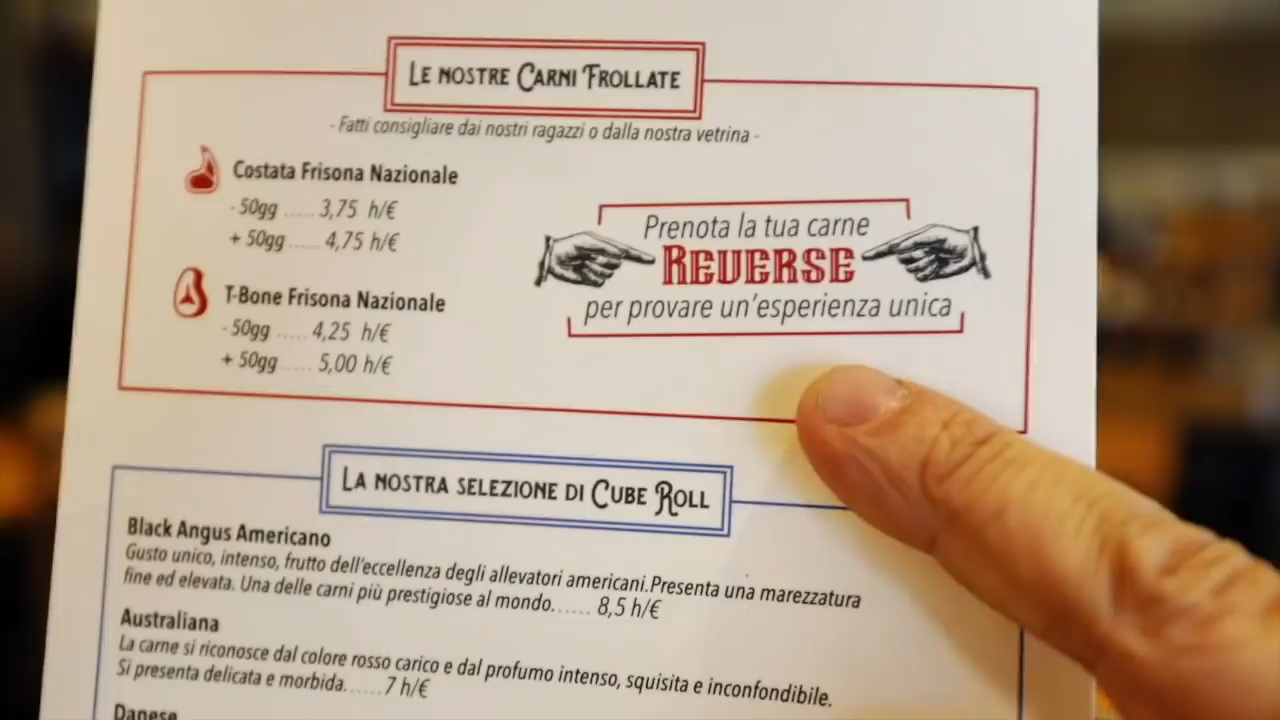 Le nostre Carni Frollate
- Fatti consigliare dai nostri ragazzi o dalla nostra vetrina -
Costata Frisona Nazionale
- 50gg ..... 3,75 h/€
+ 50gg ..... 4,75 h/€
T-Bone Frisona Nazionale
- 50gg ..... 4,25 h/€
+ 50gg ..... 5,00 h/€
Prenota la tua carne
REVERSE
per provare un'esperienza unica
La nostra selezione di Cube Roll
Black Angus Americano
Gusto unico, intenso, frutto dell'eccellenza degli allevatori americani.Presenta una marezzatura
fine ed elevata. Una delle carni più prestigiose al mondo...... 8,5 h/€
Australiana
La carne si riconosce dal colore rosso carico e dal profumo intenso, squisita e inconfondibile.
Si presenta delicata e morbida......7 h/€
Danese